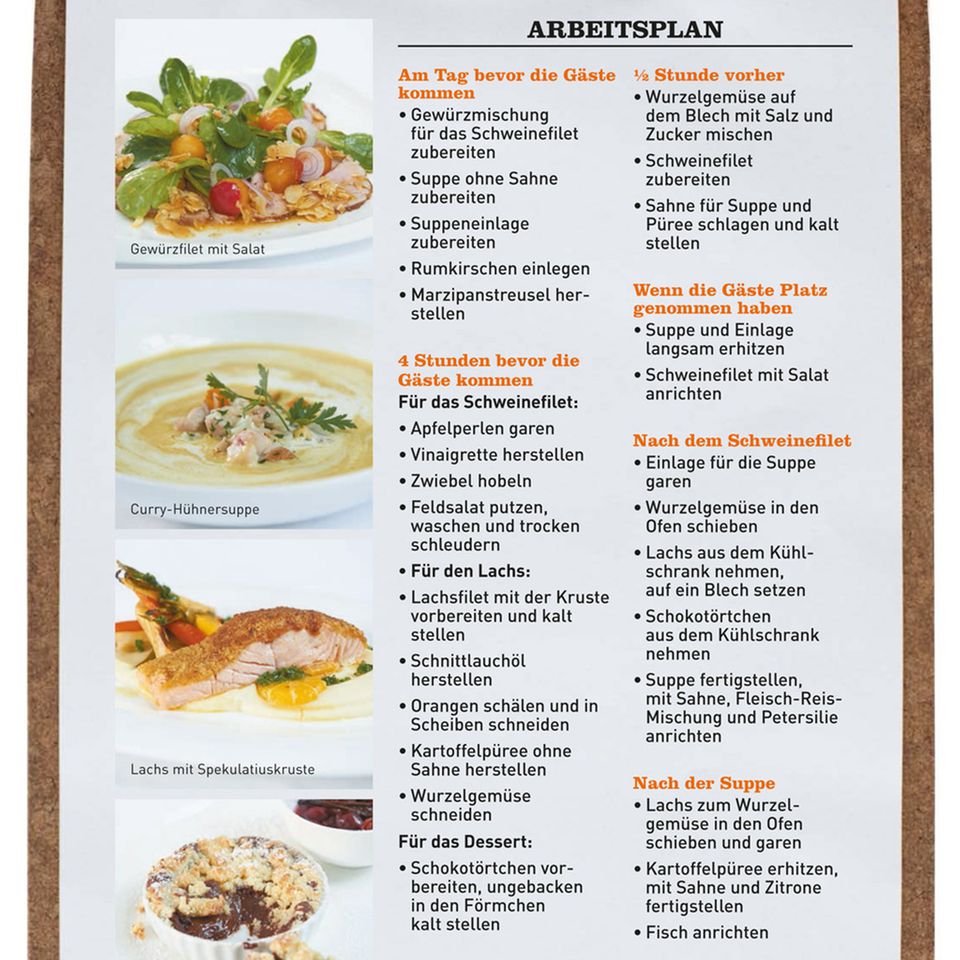 ARBEITSPLAN
Gewürzfilet mit Salat
Curry-Hühnersuppe
Lachs mit Spekulatiuskruste
Am Tag bevor die Gäste
kommen
• Gewürzmischung
für das Schweinefilet
zubereiten
• Suppe ohne Sahne
zubereiten
• Suppeneinlage
zubereiten
• Rumkirschen einlegen
• Marzipanstreusel her-
stellen
4 Stunden bevor die
Gäste kommen
Für das Schweinefilet:
• Apfelperlen garen
• Vinaigrette herstellen
• Zwiebel hobeln
• Feldsalat putzen,
waschen und trocken
schleudern
• Für den Lachs:
• Lachsfilet mit der Kruste
vorbereiten und kalt
stellen
• Schnittlauchöl
herstellen
• Orangen schälen und in
Scheiben schneiden
• Kartoffelpüree ohne
Sahne herstellen
• Wurzelgemüse
schneiden
Für das Dessert:
• Schokotörtchen vor-
bereiten, ungebacken
in den Förmchen
kalt stellen
½ Stunde vorher
• Wurzelgemüse auf
dem Blech mit Salz und
Zucker mischen
• Schweinefilet
zubereiten
• Sahne für Suppe und
Püree schlagen und kalt
stellen
Wenn die Gäste Platz
genommen haben
• Suppe und Einlage
langsam erhitzen
• Schweinefilet mit Salat
anrichten
Nach dem Schweinefilet
• Einlage für die Suppe
garen
• Wurzelgemüse in den
Ofen schieben
• Lachs aus dem Kühl-
schrank nehmen,
auf ein Blech setzen
• Schokotörtchen
aus dem Kühlschrank
nehmen
• Suppe fertigstellen,
mit Sahne, Fleisch-Reis-
Mischung und Petersilie
anrichten
Nach der Suppe
• Lachs zum Wurzel-
gemüse in den Ofen
schieben und garen
• Kartoffelpüree erhitzen,
mit Sahne und Zitrone
fertigstellen
• Fisch anrichten